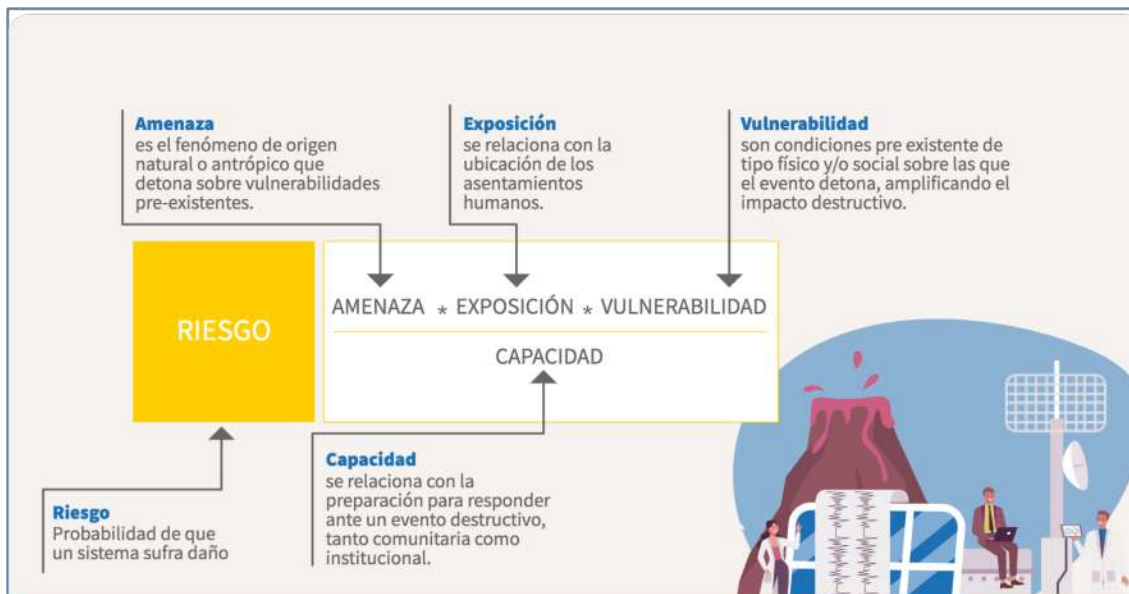 Amenaza
es el fenómeno de origen
natural o antrópico que
detona sobre vulnerabilidades
pre-existentes.
Exposición
se relaciona con la
ubicación de los
asentamientos
humanos.
Vulnerabilidad
son condiciones pre existente de
tipo físico y/o social sobre las que
el evento detona, amplificando el
impacto destructivo.
RIESGO
AMENAZA * EXPOSICIÓN * VULNERABILIDAD
CAPACIDAD
Riesgo
Probabilidad de que
un sistema sufra daño
Capacidad
se relaciona con la
preparación para responder
ante un evento destructivo,
tanto comunitaria como
institucional.